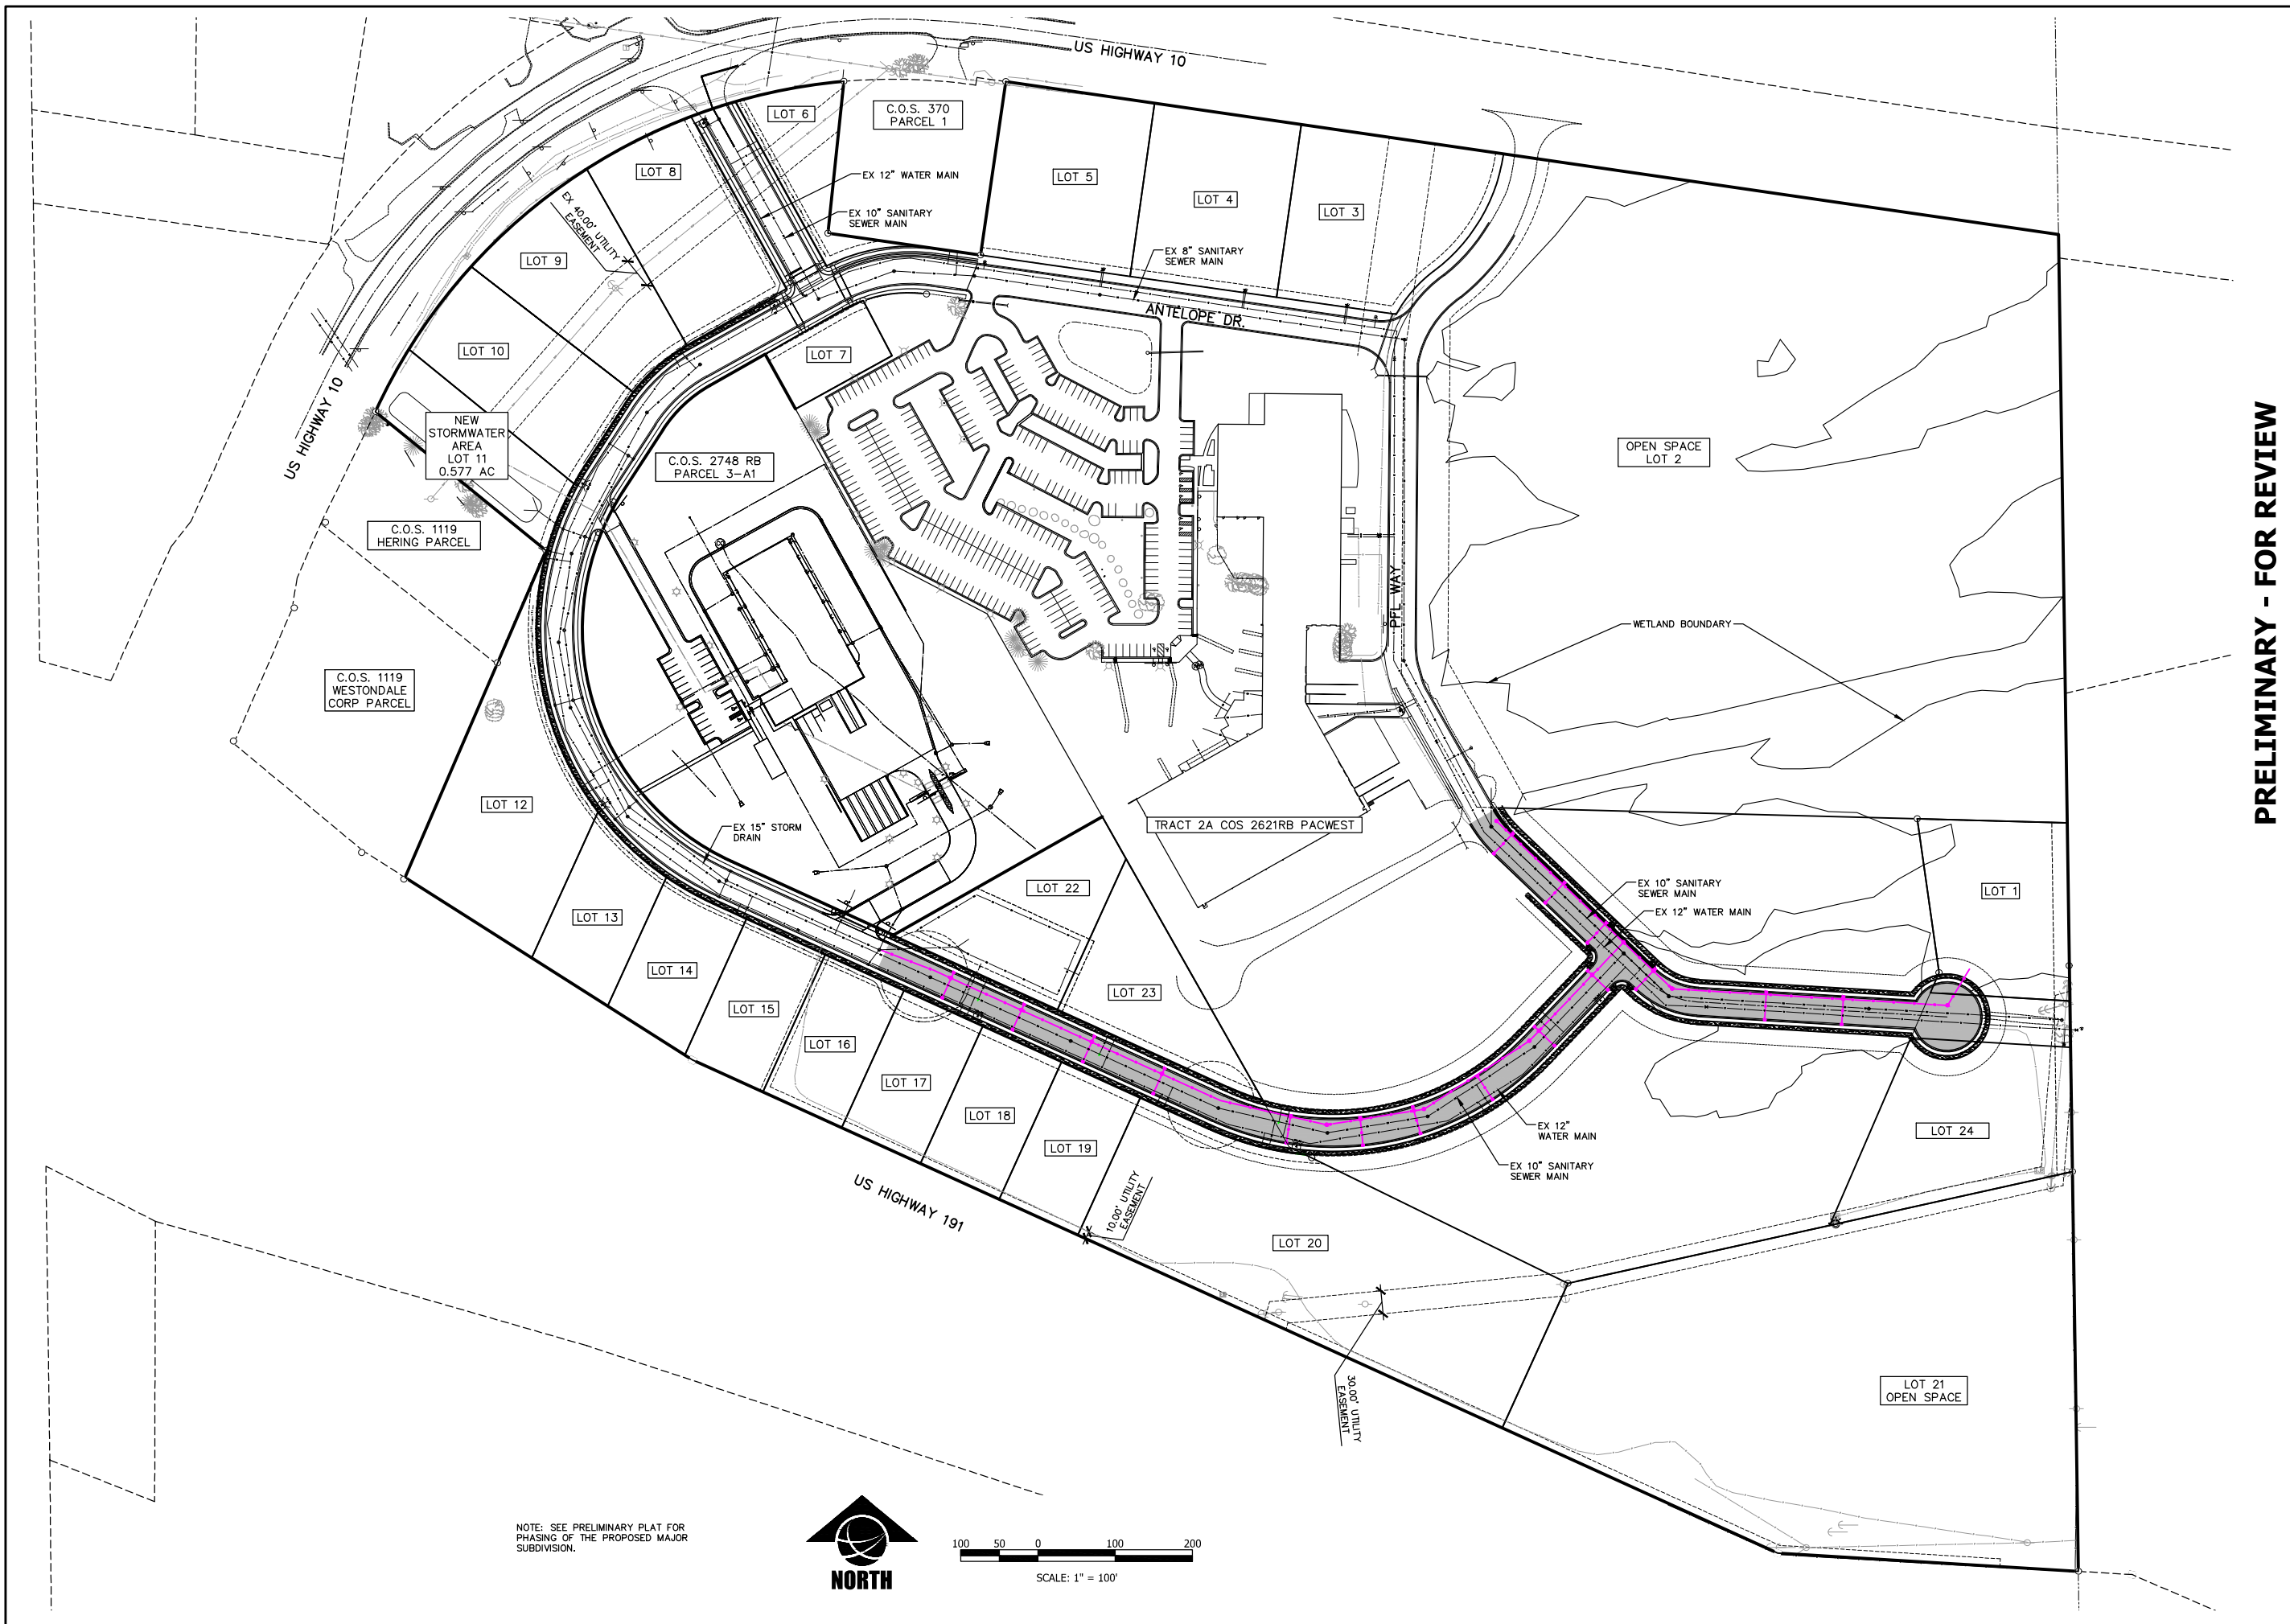 US HIGHWAY 10
LOT 6
C.O.S. 370
PARCEL 1
LOT 8
EX 12" WATER MAIN
LOT 5
LOT 4
LOT 3
EX 40.00' UTILITY
EASEMENT
EX 10" SANITARY
SEWER MAIN
EX 8" SANITARY
SEWER MAIN
LOT 9
ANTELOPE DR.
LOT 10
LOT 7
US HIGHWAY 10
NEW
STORMWATER
AREA
LOT 11
0.577 AC
C.O.S. 2748 RB
PARCEL 3-A1
OPEN SPACE
LOT 2
C.O.S. 1119
HERING PARCEL
PFL WAY
WETLAND BOUNDARY
C.O.S. 1119
WESTONDALE
CORP PARCEL
LOT 12
EX 15" STORM
DRAIN
TRACT 2A COS 2621RB PACWEST
LOT 22
EX 10" SANITARY
SEWER MAIN
LOT 1
EX 12" WATER MAIN
LOT 13
LOT 14
LOT 23
LOT 15
LOT 16
LOT 17
LOT 18
LOT 19
EX 12"
WATER MAIN
LOT 24
EX 10" SANITARY
SEWER MAIN
US HIGHWAY 191
10.00' UTILITY
EASEMENT
LOT 20
30.00' UTILITY
EASEMENT
LOT 21
OPEN SPACE
NOTE: SEE PRELIMINARY PLAT FOR
PHASING OF THE PROPOSED MAJOR
SUBDIVISION.
NORTH
100 50 0 100 200
SCALE: 1" = 100'
PRELIMINARY - FOR REVIEW